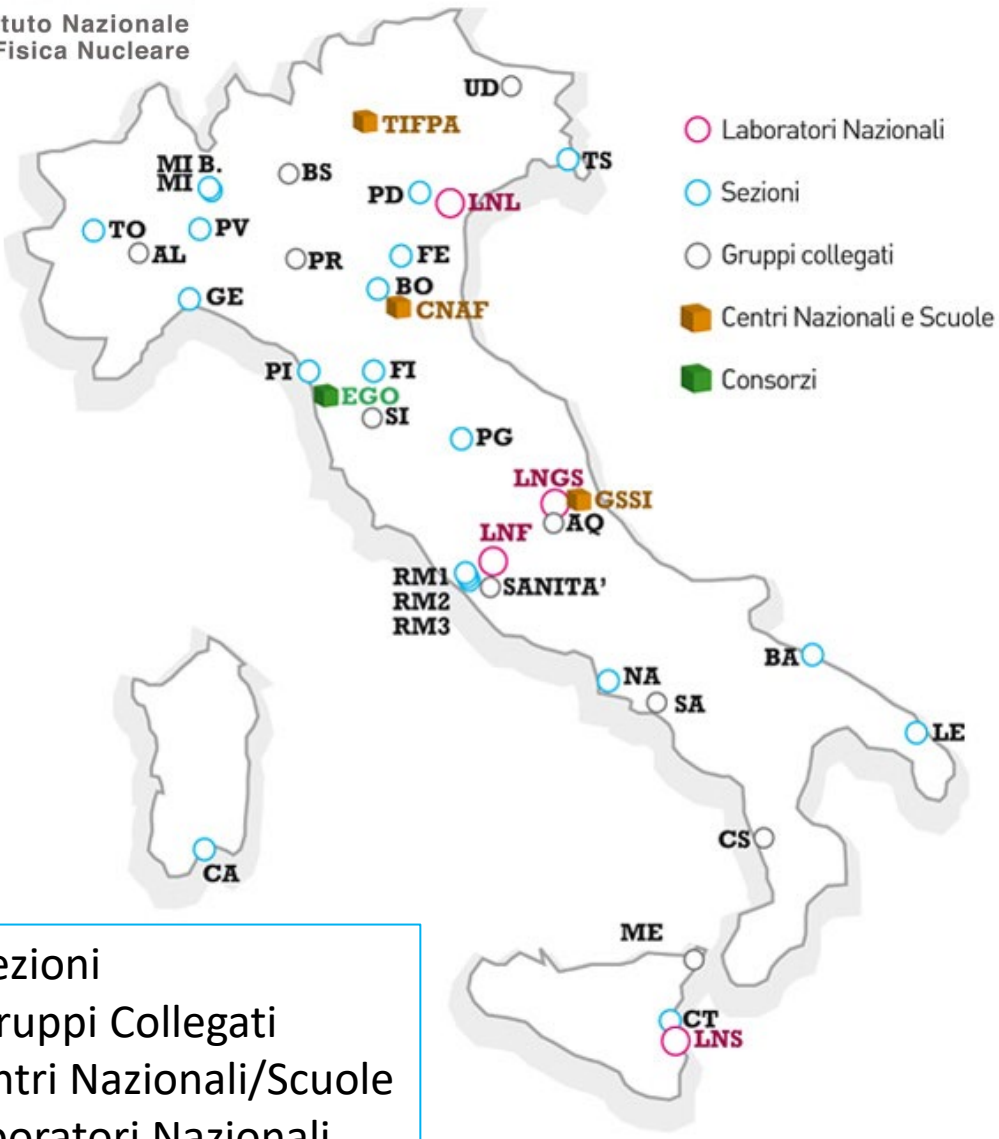 tuto Nazionale
Fisica Nucleare
UD
TIFPA
Laboratori Nazionali
MI B.
TS
BS
MI
PD
LNL
Sezioni
TO
PV
AL
PR
FE
Gruppi collegati
BO
GE
CNAF
Centri Nazionali e Scuole
PI
FI
EGO
Consorzi
SI
PG
LNGS
GSSI
AQ
LNF
RM1
SANITA'
RM2
RM3
BA
NA
SA
LE
CS
CA
ME
ezioni
ruppi Collegati
CT
LNS
ntri Nazionali/Scuole
boratori Nazionali